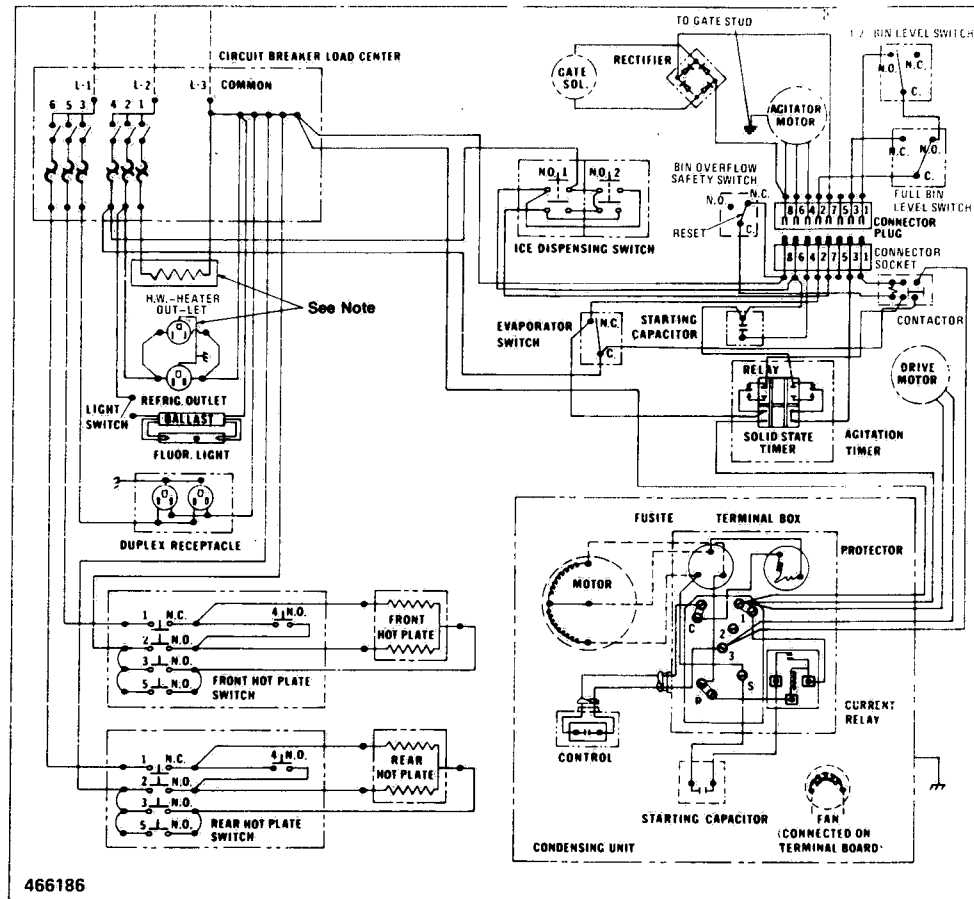 TO GATE STUD
BIN LEVEL SWITCH
CIRCUIT BREAKER LOAD CENTER
RECTIFIER
GATE
SOL.
N.O.
N.C.
C.
L-1
L-2
L-3
COMMON
6 5 3
4 2 1
AGITATOR
MOTOR
N.C.
N.O.
C.
FULL BIN
LEVEL SWITCH
BIN OVERFLOW
SAFETY SWITCH
N.O.
N.C.
C.
RESET
N.O. 1
N.O. 2
ICE DISPENSING SWITCH
8 6 4 2 7 5 3 1
CONNECTOR
PLUG
8 6 4 2 7 5 3 1
CONNECTOR
SOCKET
CONTACTOR
H.W.-HEATER
OUT-LET
See Note
EVAPORATOR
SWITCH
N.C.
C.
STARTING
CAPACITOR
DRIVE
MOTOR
REFRIG. OUTLET
LIGHT
SWITCH
BALLAST
FLUOR. LIGHT
RELAY
SOLID STATE
TIMER
AGITATION
TIMER
DUPLEX RECEPTACLE
FUSITE
TERMINAL BOX
PROTECTOR
MOTOR
C
1
2
3
S
R
CURRENT
RELAY
1 N.C.
2 N.O.
3 N.O.
5 N.O.
4 N.O.
FRONT
HOT PLATE
FRONT HOT PLATE
SWITCH
1 N.C.
2 N.O.
3 N.O.
5 N.O.
4 N.O.
REAR
HOT PLATE
REAR HOT PLATE
SWITCH
CONTROL
STARTING CAPACITOR
FAN
(CONNECTED ON
TERMINAL BOARD
CONDENSING UNIT
466186